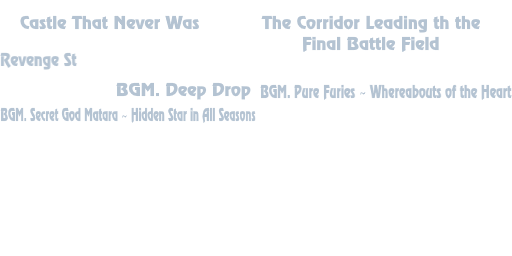 Castle That Never Was
The Corridor Leading th the
Final Battle Field
Revenge St
BGM. Deep Drop
BGM. Pure Furies ~ Whereabouts of the Heart
BGM. Secret God Matara ~ Hidden Star in All Seasons